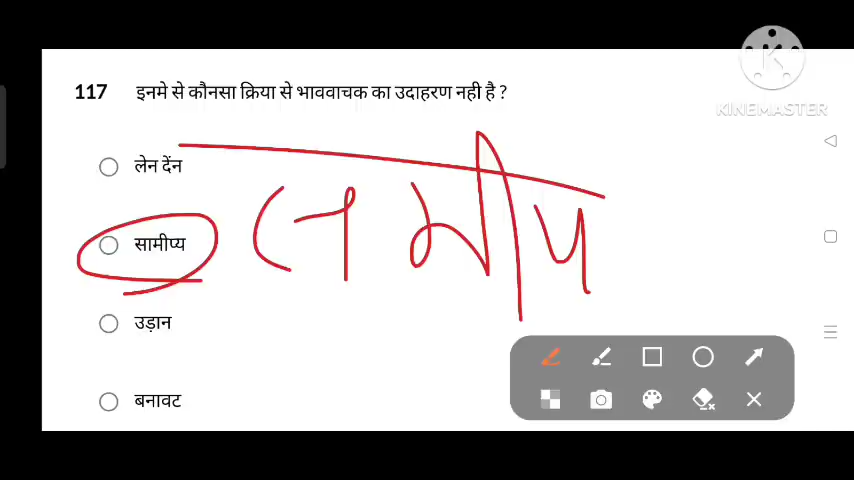 117 इनमे से कौनसा क्रिया से भाववाचक का उदाहरण नही है ?
लेन देंन
सामीप्य
समीप
उड़ान
बनावट
KINEMASTER